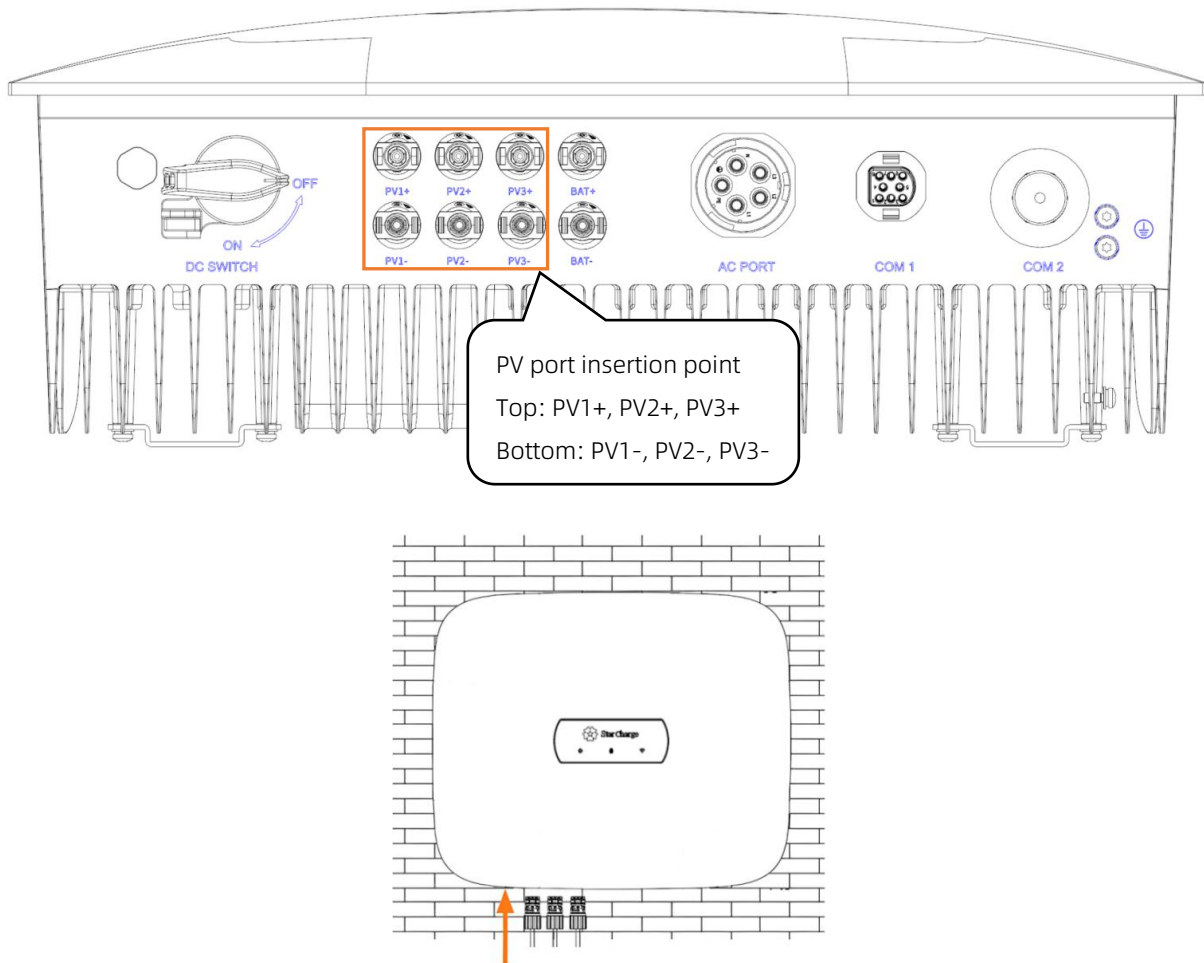 OFF
ON
DC SWITCH
PV1+ PV2+ PV3+ BAT+
PV1- PV2- PV3- BAT-
AC PORT
COM 1
COM 2
PV port insertion point
Top: PV1+, PV2+, PV3+
Bottom: PV1-, PV2-, PV3-
Star Charge